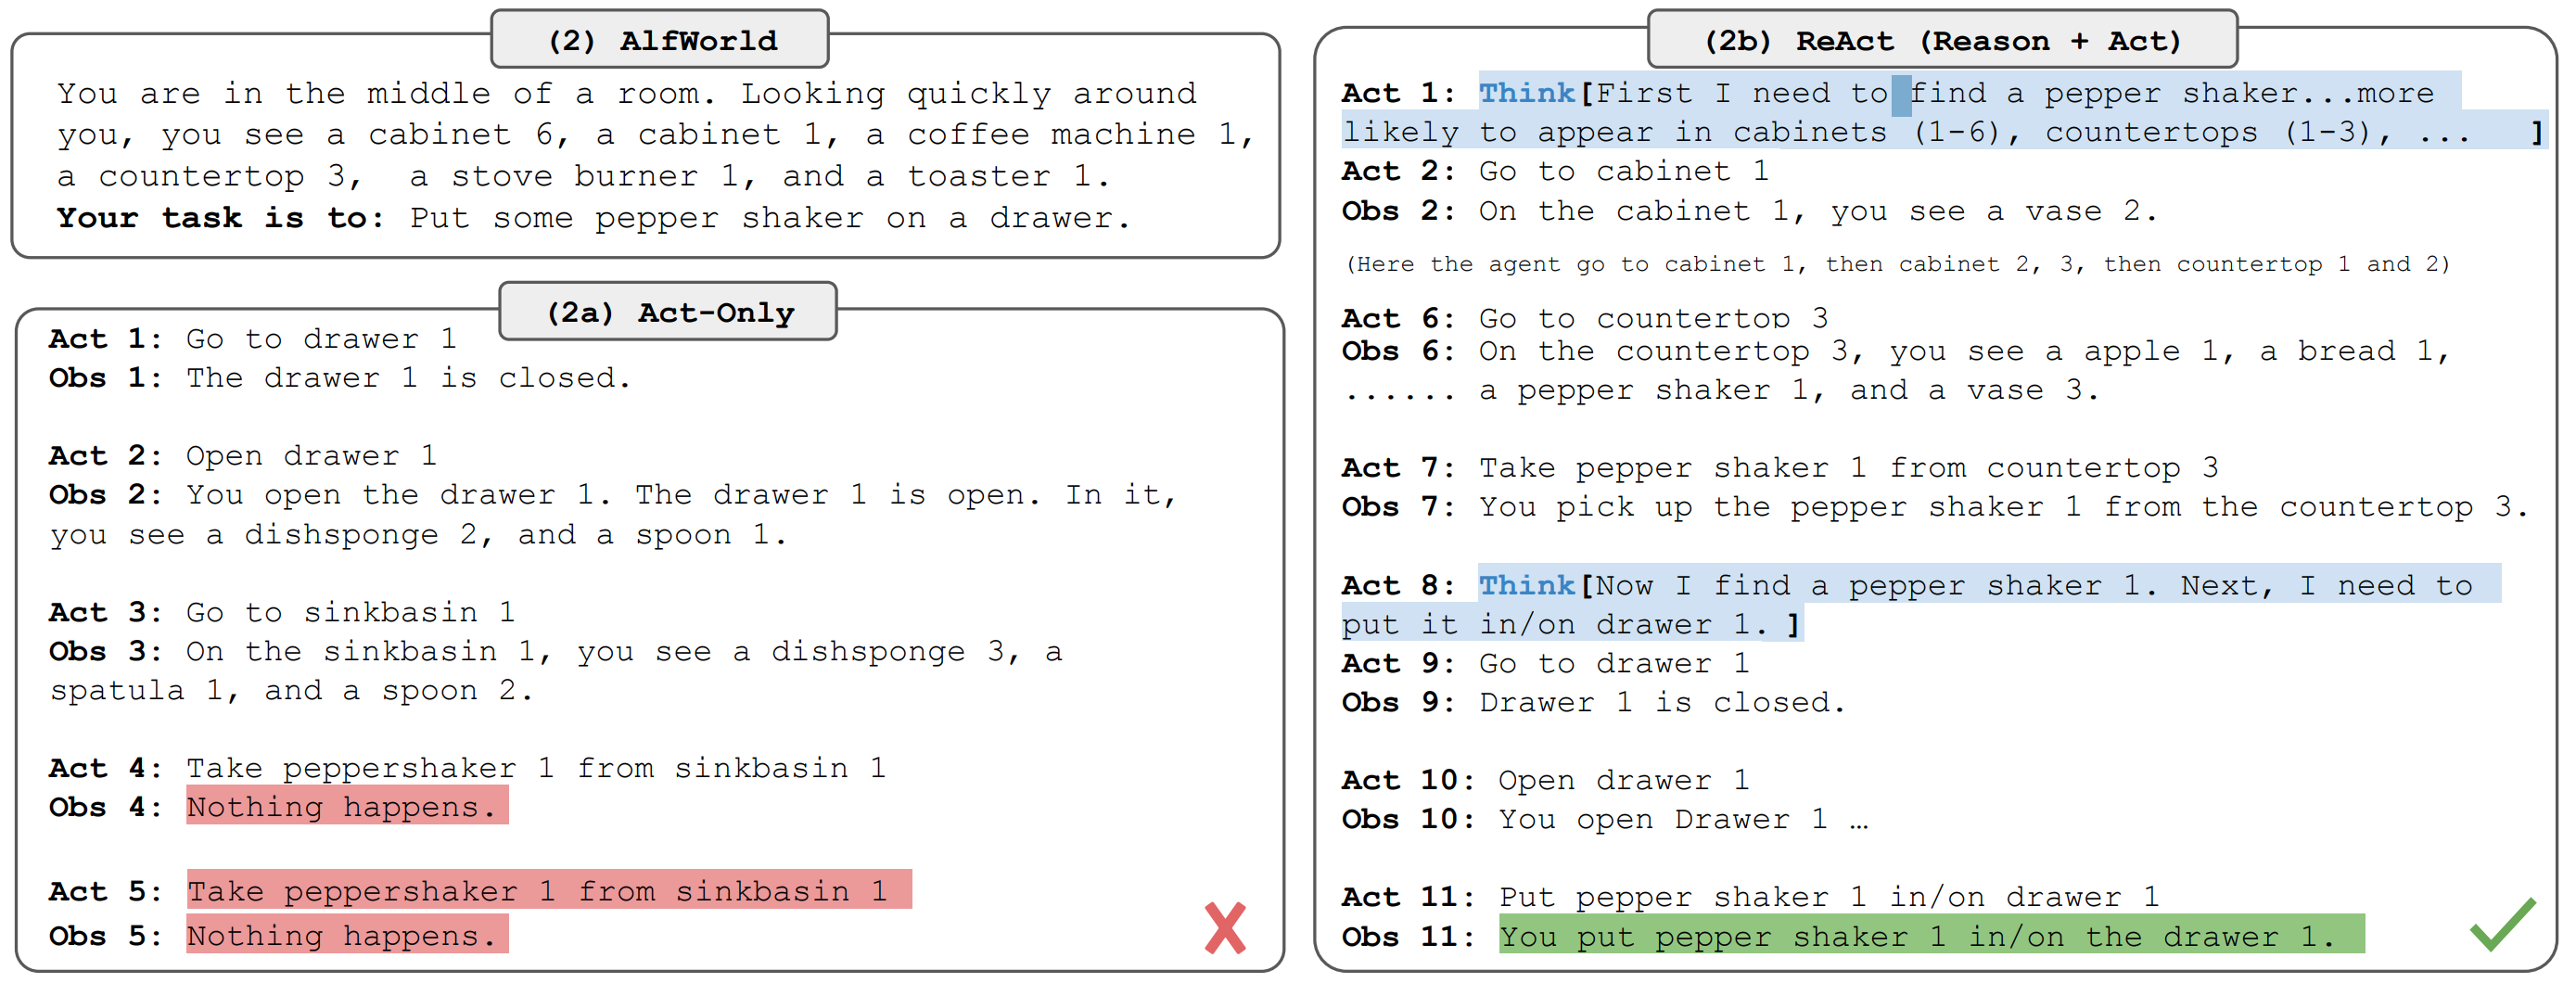 (2) AlfWorld
You are in the middle of a room. Looking quickly around
you, you see a cabinet 6, a cabinet 1, a coffee machine 1,
a countertop 3,  a stove burner 1, and a toaster 1.
Your task is to: Put some pepper shaker on a drawer.
(2a) Act-Only
Act 1: Go to drawer 1
Obs 1: The drawer 1 is closed.
Act 2: Open drawer 1
Obs 2: You open the drawer 1. The drawer 1 is open. In it,
you see a dishsponge 2, and a spoon 1.
Act 3: Go to sinkbasin 1
Obs 3: On the sinkbasin 1, you see a dishsponge 3, a
spatula 1, and a spoon 2.
Act 4: Take peppershaker 1 from sinkbasin 1
Obs 4: Nothing happens.
Act 5: Take peppershaker 1 from sinkbasin 1
Obs 5: Nothing happens.
(2b) ReAct (Reason + Act)
Act 1: Think[First I need to find a pepper shaker...more
likely to appear in cabinets (1-6), countertops (1-3), ... ]
Act 2: Go to cabinet 1
Obs 2: On the cabinet 1, you see a vase 2.
(Here the agent go to cabinet 1, then cabinet 2, 3, then countertop 1 and 2)
Act 6: Go to countertop 3
Obs 6: On the countertop 3, you see a apple 1, a bread 1,
...... a pepper shaker 1, and a vase 3.
Act 7: Take pepper shaker 1 from countertop 3
Obs 7: You pick up the pepper shaker 1 from the countertop 3.
Act 8: Think[Now I find a pepper shaker 1. Next, I need to
put it in/on drawer 1. ]
Act 9: Go to drawer 1
Obs 9: Drawer 1 is closed.
Act 10: Open drawer 1
Obs 10: You open Drawer 1 …
Act 11: Put pepper shaker 1 in/on drawer 1
Obs 11: You put pepper shaker 1 in/on the drawer 1.